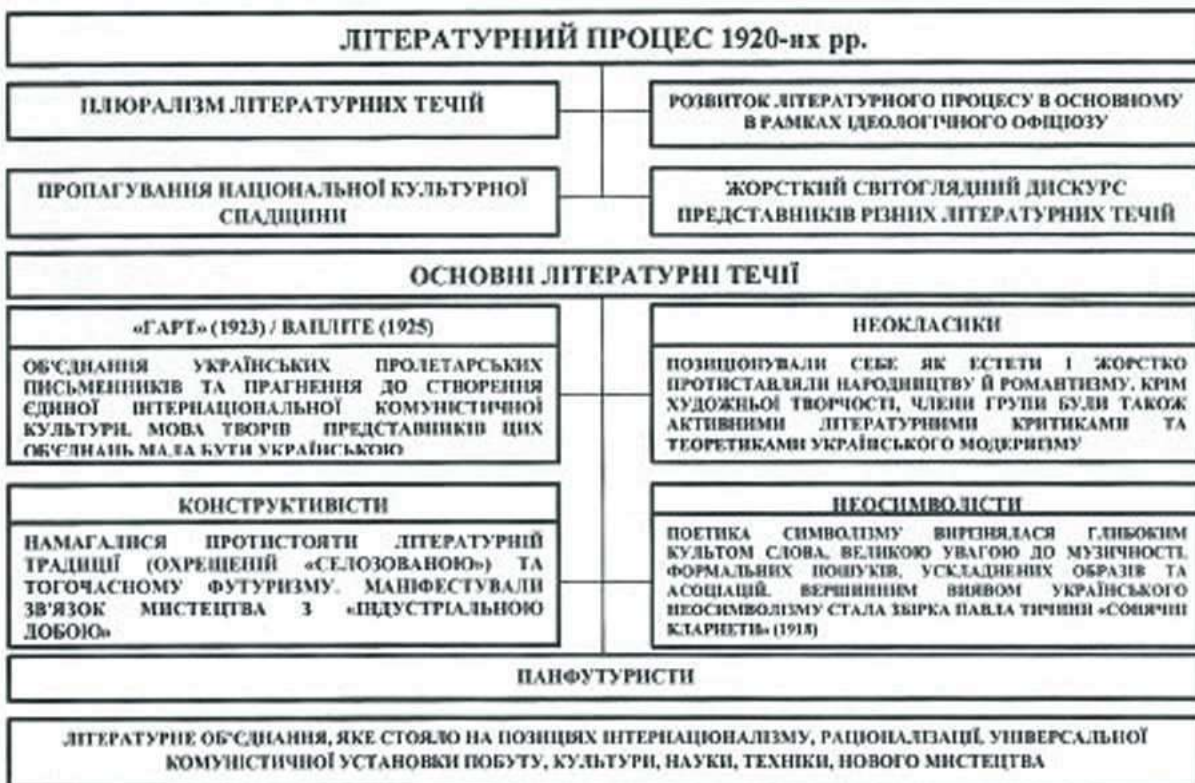 ЛІТЕРАТУРНИЙ ПРОЦЕС 1920-их рр.
ПЛЮРАЛІЗМ ЛІТЕРАТУРНИХ ТЕЧІЙ
РОЗВИТОК ЛІТЕРАТУРНОГО ПРОЦЕСУ В ОСНОВНОМУ
В РАМКАХ ІДЕОЛОГІЧНОГО ОФІЦІОЗУ
ПРОПАГУВАННЯ НАЦІОНАЛЬНОЇ КУЛЬТУРНОЇ
СПАДЩИНИ
ЖОРСТКИЙ СВІТОГЛЯДНИЙ ДИСКУРС
ПРЕДСТАВНИКІВ РІЗНИХ ЛІТЕРАТУРНИХ ТЕЧІЙ
ОСНОВНІ ЛІТЕРАТУРНІ ТЕЧІЇ
«ГАРТ» (1923) / ВАПЛІТЕ (1925)
ОБ'ЄДНАННЯ УКРАЇНСЬКИХ ПРОЛЕТАРСЬКИХ
ПИСЬМЕННИКІВ ТА ПРАГНЕННЯ ДО СТВОРЕННЯ
ЄДИНОЇ ІНТЕРНАЦІОНАЛЬНОЇ КОМУНІСТИЧНОЇ
КУЛЬТУРИ. МОВА ТВОРІВ ПРЕДСТАВНИКІВ ЦИХ
ОБ'ЄДНАНЬ МАЛА БУТИ УКРАЇНСЬКОЮ
НЕОКЛАСИКИ
ПОЗИЦІОНУВАЛИ СЕБЕ ЯК ЕСТЕТИ І ЖОРСТКО
ПРОТИСТАВЛЯЛИ НАРОДНИЦТВУ Й РОМАНТИЗМУ. КРІМ
ХУДОЖНЬОЇ ТВОРЧОСТІ, ЧЛЕНИ ГРУПИ БУЛИ ТАКОЖ
АКТИВНИМИ ЛІТЕРАТУРНИМИ КРИТИКАМИ ТА
ТЕОРЕТИКАМИ УКРАЇНСЬКОГО МОДЕРНІЗМУ
КОНСТРУКТИВІСТИ
НАМАГАЛИСЯ ПРОТИСТОЯТИ ЛІТЕРАТУРНІЙ
ТРАДИЦІЇ (ОХРЕЩЕНІЙ «СЕЛОЗОВАНОЮ») ТА
ТОГОЧАСНОМУ ФУТУРИЗМУ. МАНІФЕСТУВАЛИ
ЗВ'ЯЗОК МИСТЕЦТВА З «ІНДУСТРІАЛЬНОЮ
ДОБОЮ»
НЕОСИМВОЛІСТИ
ПОЕТИКА СИМВОЛІЗМУ ВИРІЗНЯЛАСЯ ГЛИБОКИМ
КУЛЬТОМ СЛОВА, ВЕЛИКОЮ УВАГОЮ ДО МУЗИЧНОСТІ,
ФОРМАЛЬНИХ ПОШУКІВ, УСКЛАДНЕНИХ ОБРАЗІВ ТА
АСОЦІАЦІЙ. ВЕРШИННИМ ВИЯВОМ УКРАЇНСЬКОГО
НЕОСИМВОЛІЗМУ СТАЛА ЗБІРКА ПАВЛА ТИЧИНИ «СОНЯЧНІ
КЛАРНЕТИ» (1918)
ПАНФУТУРИСТИ
ЛІТЕРАТУРНЕ ОБ'ЄДНАННЯ, ЯКЕ СТОЯЛО НА ПОЗИЦІЯХ ІНТЕРНАЦІОНАЛІЗМУ, РАЦІОНАЛІЗАЦІЇ, УНІВЕРСАЛЬНОЇ
КОМУНІСТИЧНОЇ УСТАНОВКИ ПОБУТУ, КУЛЬТУРИ, НАУКИ, ТЕХНІКИ, НОВОГО МИСТЕЦТВА